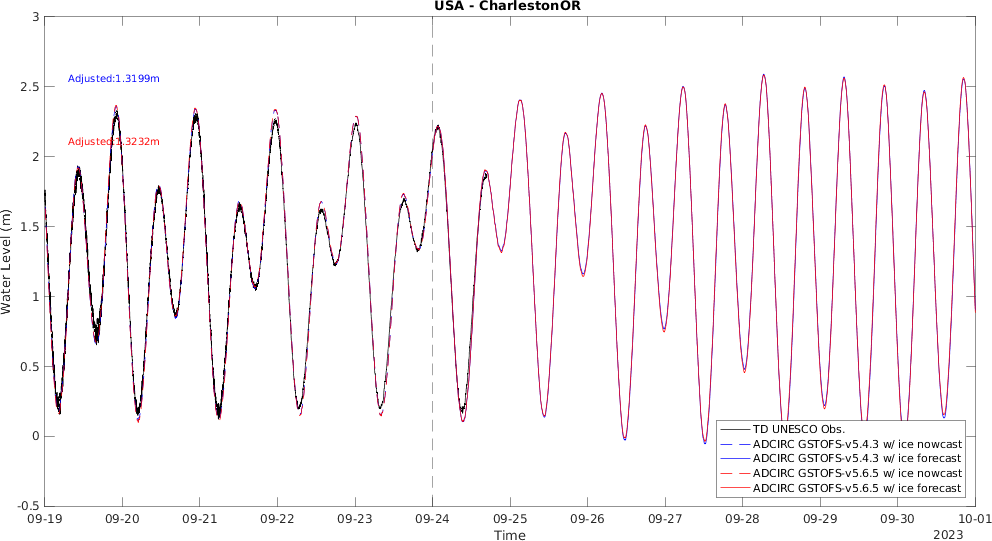 USA - CharlestonOR
Water Level (m)
3
2.5
2
1.5
1
0.5
0
-0.5
Adjusted:1.3199m
Adjusted:1.3232m
TD UNESCO Obs.
ADCIRC GSTOFS-v5.4.3 w/ ice nowcast
ADCIRC GSTOFS-v5.4.3 w/ ice forecast
ADCIRC GSTOFS-v5.6.5 w/ ice nowcast
ADCIRC GSTOFS-v5.6.5 w/ ice forecast
09-19 09-20 09-21 09-22 09-23 09-24 09-25 09-26 09-27 09-28 09-29 09-30 10-01
Time
2023